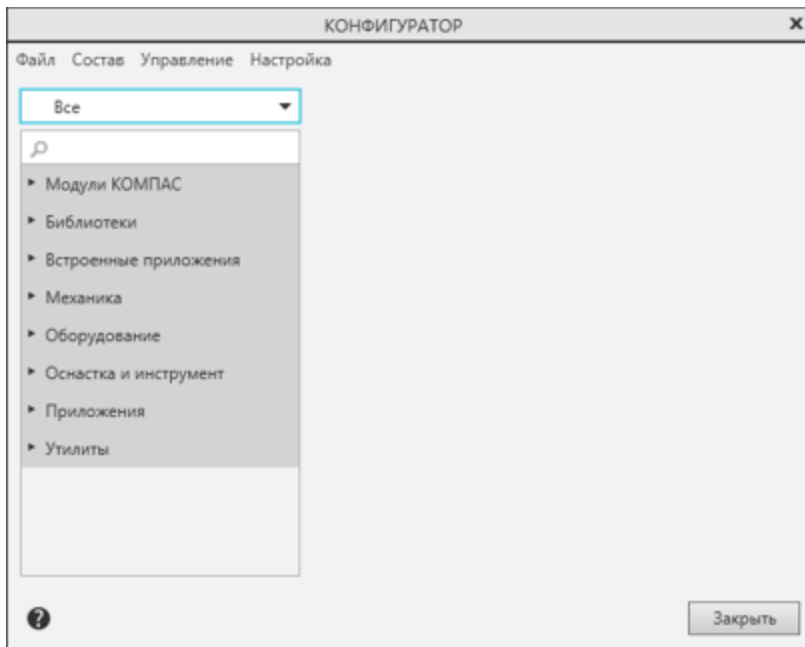 КОНФИГУРАТОР
Файл Состав Управление Настройка
Все
Модули КОМПАС
Библиотеки
Встроенные приложения
Механика
Оборудование
Оснастка и инструмент
Приложения
Утилиты
?
Закрыть